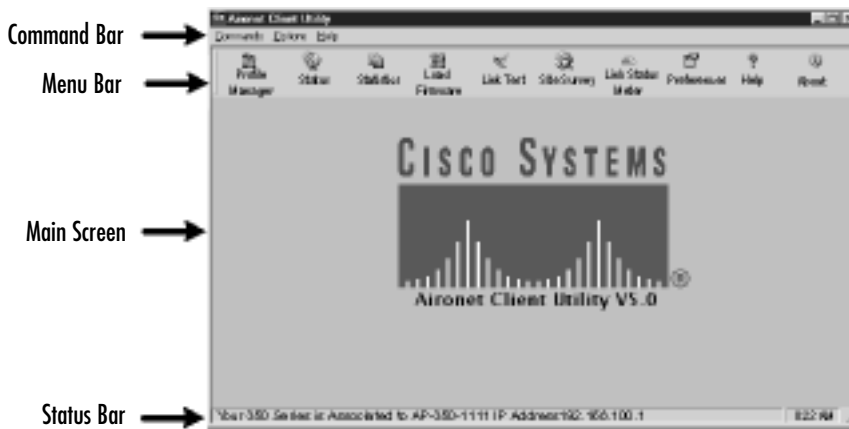 Aironet Client Utility
Command Bar
Commands Options Help
Menu Bar
Profile Manager
Status
Statistics
Load Firmware
Link Test
Site Survey
Link Status Meter
Preferences
Help
About
Main Screen
CISCO SYSTEMS
®
Aironet Client Utility V5.0
Status Bar
Your 350 Series is Associated to AP-350-1111 IP Address:192.168.100.1
8:22 AM